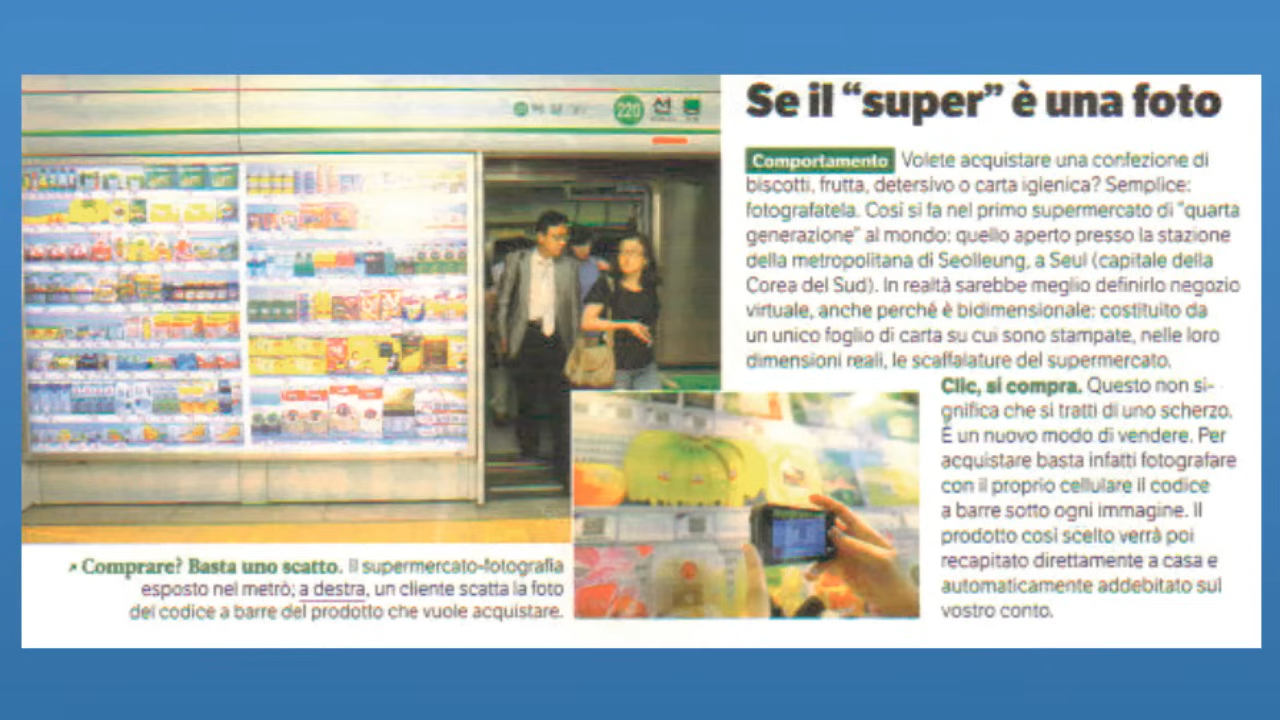 220 선릉
Se il “super” è una foto
Comportamento Volete acquistare una confezione di
biscotti, frutta, detersivo o carta igienica? Semplice:
fotografatela. Così si fa nel primo supermercato di “quarta
generazione” al mondo: quello aperto presso la stazione
della metropolitana di Seolleung, a Seul (capitale della
Corea del Sud). In realtà sarebbe meglio definirlo negozio
virtuale, anche perché è bidimensionale: costituito da
un unico foglio di carta su cui sono stampate, nelle loro
dimensioni reali, le scaffalature del supermercato.
Clic, si compra. Questo non si-
gnifica che si tratti di uno scherzo.
È un nuovo modo di vendere. Per
acquistare basta infatti fotografare
con il proprio cellulare il codice
a barre sotto ogni immagine. Il
prodotto così scelto verrà poi
recapitato direttamente a casa e
automaticamente addebitato sul
vostro conto.
Comprare? Basta uno scatto. Il supermercato-fotografia
esposto nel metrò; a destra, un cliente scatta la foto
del codice a barre del prodotto che vuole acquistare.